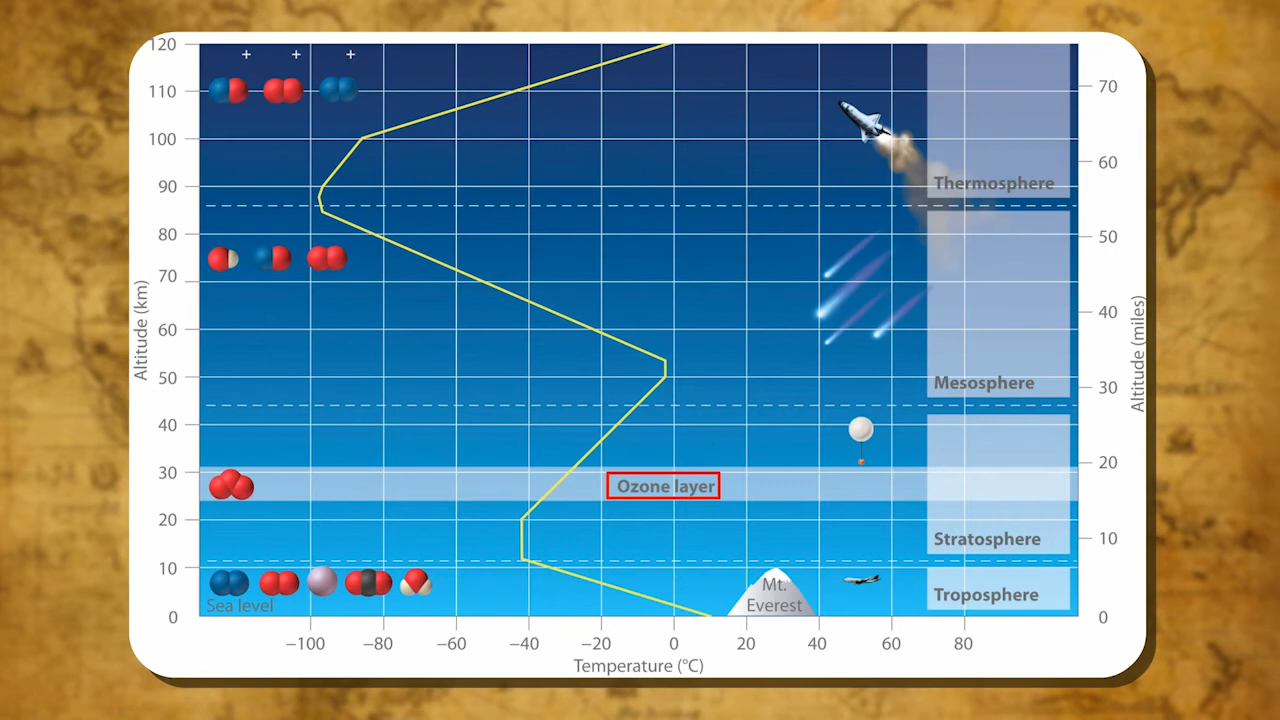 120
+ + +
110
100
90
80
70
60
50
40
30
20
10
0
Altitude (km)
70
60
50
40
30
20
10
0
Altitude (miles)
Thermosphere
Mesosphere
Ozone layer
Stratosphere
Troposphere
Mt.
Everest
Sea level
−100 −80 −60 −40 −20 0 20 40 60 80
Temperature (°C)